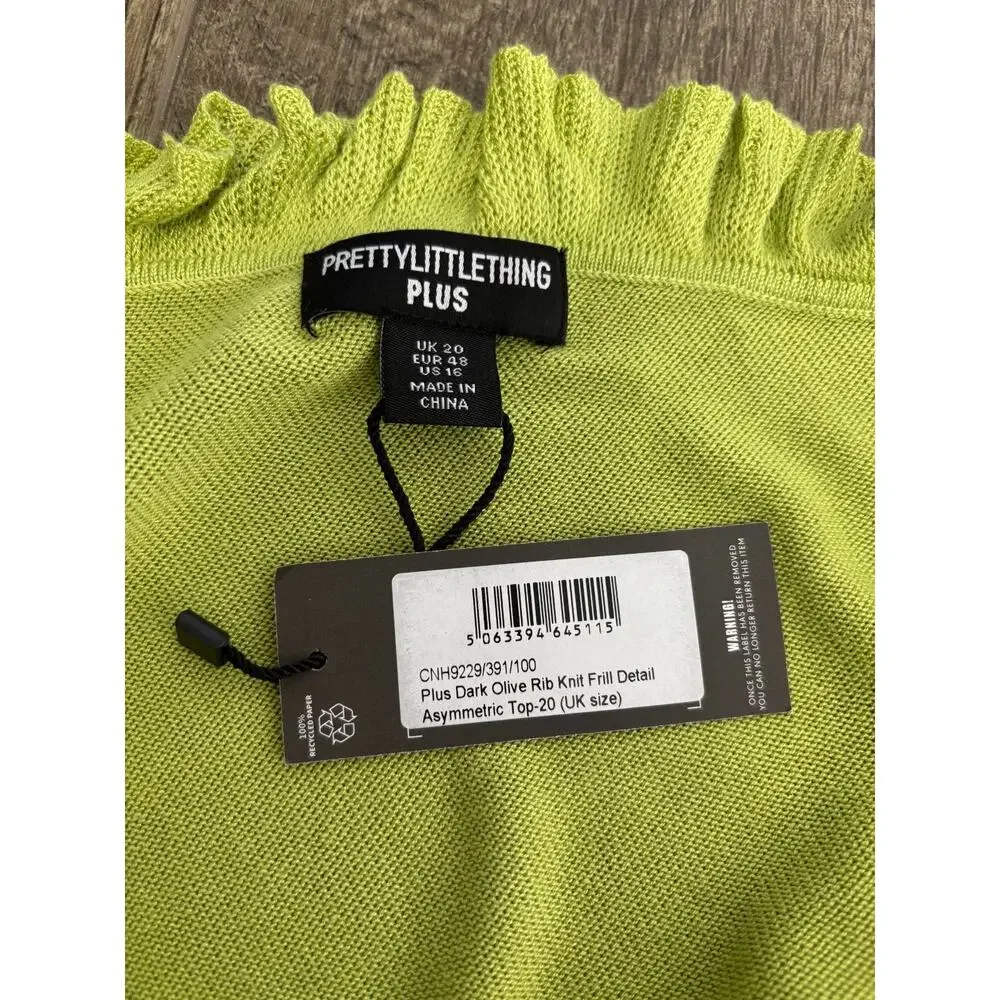 PRETTYLITTLETHING
PLUS
UK 20
EUR 48
US 16
MADE IN
CHINA
5 063394 645115
CNH9229/391/100
Plus Dark Olive Rib Knit Frill Detail
Asymmetric Top-20 (UK size)
100%
RECYCLED PAPER
WARNING!
ONCE THIS LABEL HAS BEEN REMOVED
YOU CAN NO LONGER RETURN THIS ITEM